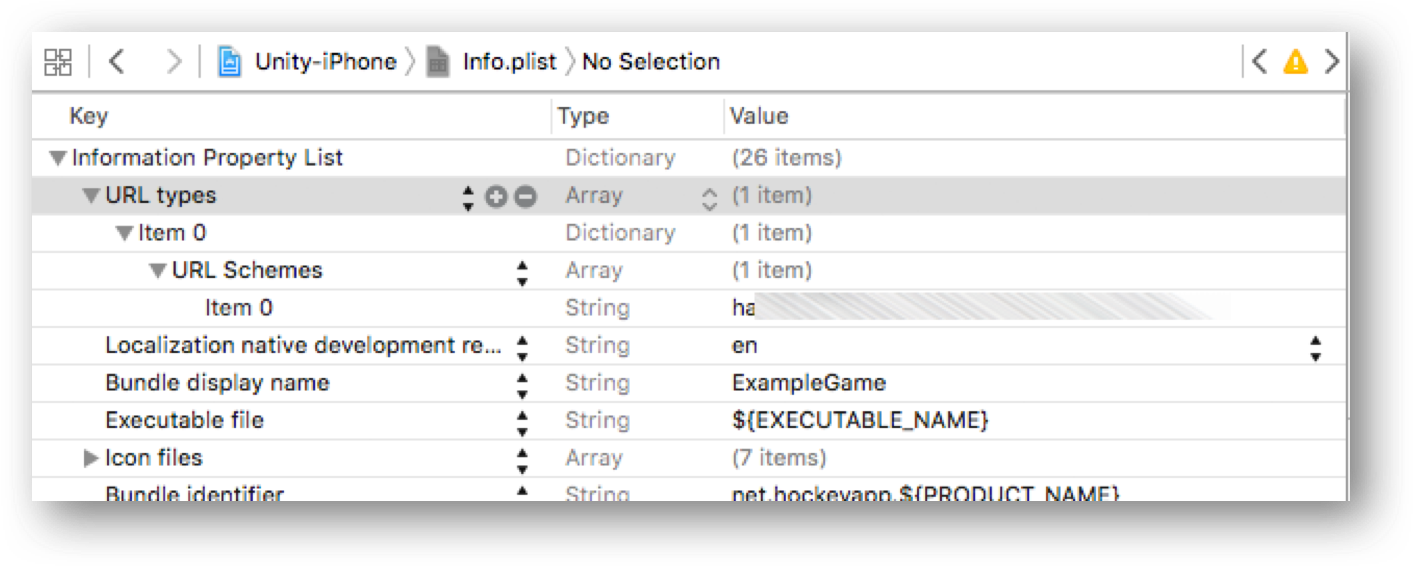 Unity-iPhone Info.plist No Selection
Key Type Value
Information Property List Dictionary (26 items)
URL types Array (1 item)
Item 0 Dictionary (1 item)
URL Schemes Array (1 item)
Item 0 String ha
Localization native development re... String en
Bundle display name String ExampleGame
Executable file String ${EXECUTABLE_NAME}
Icon files Array (7 items)
Bundle identifier String net.hockeyapp.${PRODUCT_NAME}